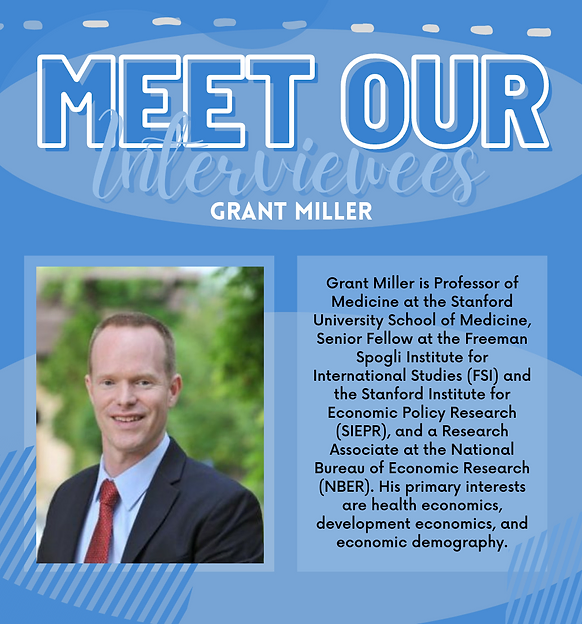 MEET OUR
Interviewees
GRANT MILLER
Grant Miller is Professor of
Medicine at the Stanford
University School of Medicine,
Senior Fellow at the Freeman
Spogli Institute for
International Studies (FSI) and
the Stanford Institute for
Economic Policy Research
(SIEPR), and a Research
Associate at the National
Bureau of Economic Research
(NBER). His primary interests
are health economics,
development economics, and
economic demography.